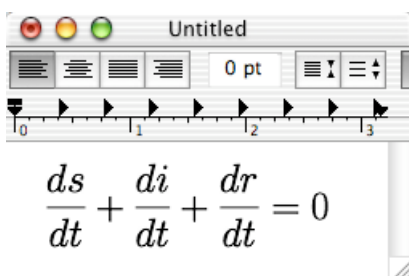 Untitled
0 pt
0 1 2 3
ds/dt + di/dt + dr/dt = 0